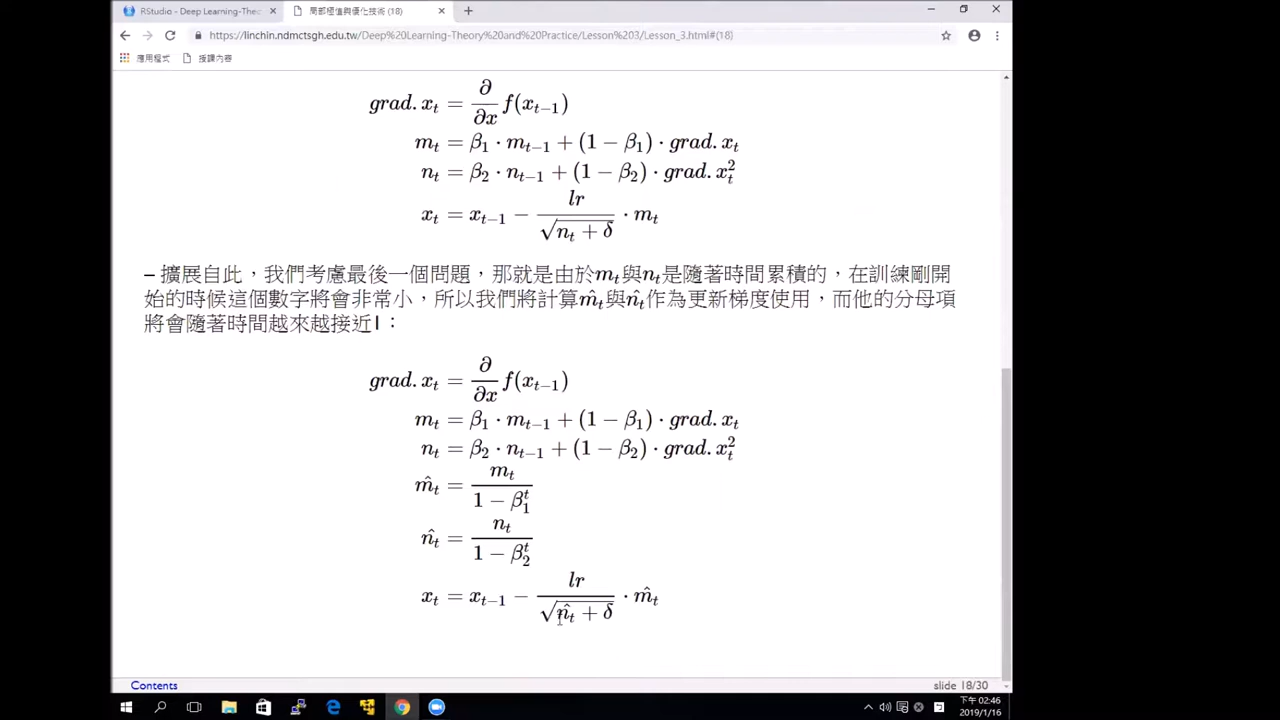 RStudio - Deep Learning-Theo
局部極值與優化技術 (18)
https://linchin.ndmctsgh.edu.tw/Deep%20Learning-Theory%20and%20Practice/Lesson%203/Lesson_3.html#(18)
應用程式 授課內容
grad. x_t = ∂/∂x f(x_{t−1})
m_t = β_1 · m_{t−1} + (1 − β_1) · grad. x_t
n_t = β_2 · n_{t−1} + (1 − β_2) · grad. x_t^2
x_t = x_{t−1} − lr/√(n_t + δ) · m_t
– 擴展自此，我們考慮最後一個問題，那就是由於m_t與n_t是隨著時間累積的，在訓練剛開
始的時候這個數字將會非常小，所以我們將計算m̂_t與n̂_t作為更新梯度使用，而他的分母項
將會隨著時間越來越接近1：
grad. x_t = ∂/∂x f(x_{t−1})
m_t = β_1 · m_{t−1} + (1 − β_1) · grad. x_t
n_t = β_2 · n_{t−1} + (1 − β_2) · grad. x_t^2
m̂_t = m_t/(1 − β_1^t)
n̂_t = n_t/(1 − β_2^t)
x_t = x_{t−1} − lr/√(n̂_t + δ) · m̂_t
Contents
slide 18/30
下午 02:46
2019/1/16